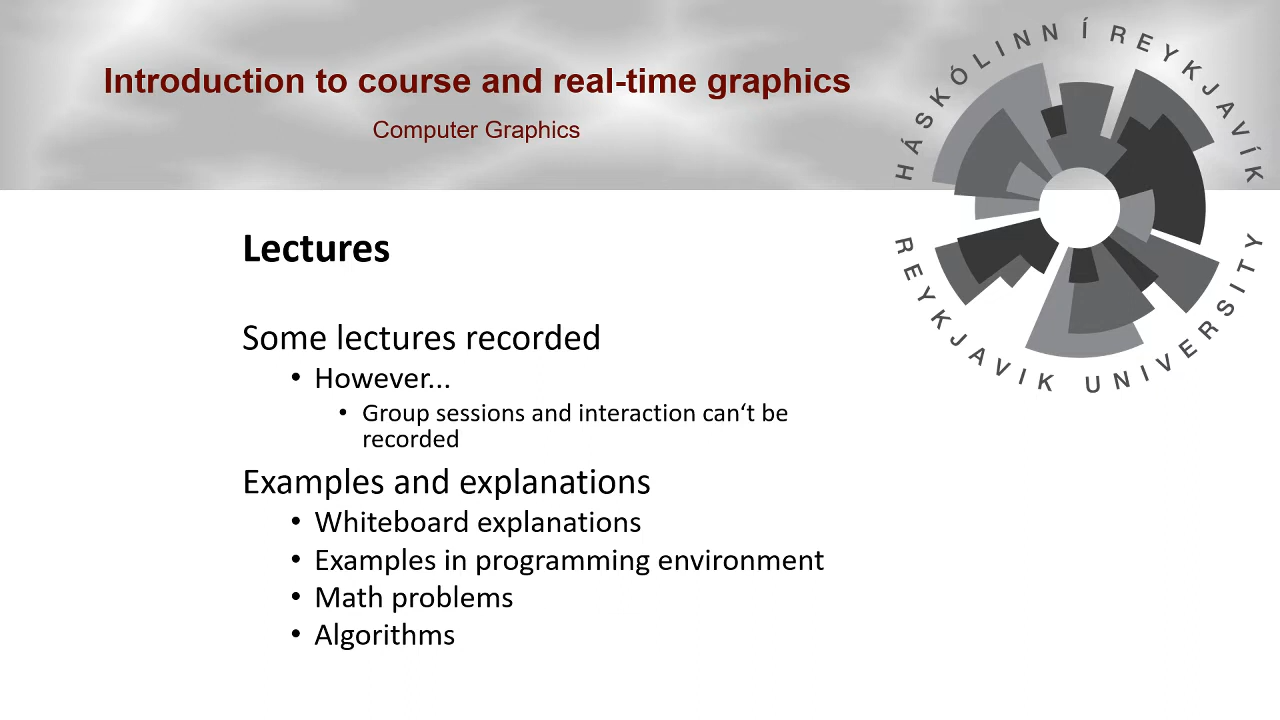 Introduction to course and real-time graphics
Computer Graphics
HÁSKÓLINN Í REYKJAVÍK
REYKJAVIK UNIVERSITY
Lectures
Some lectures recorded
• However...
• Group sessions and interaction can‘t be
recorded
Examples and explanations
• Whiteboard explanations
• Examples in programming environment
• Math problems
• Algorithms